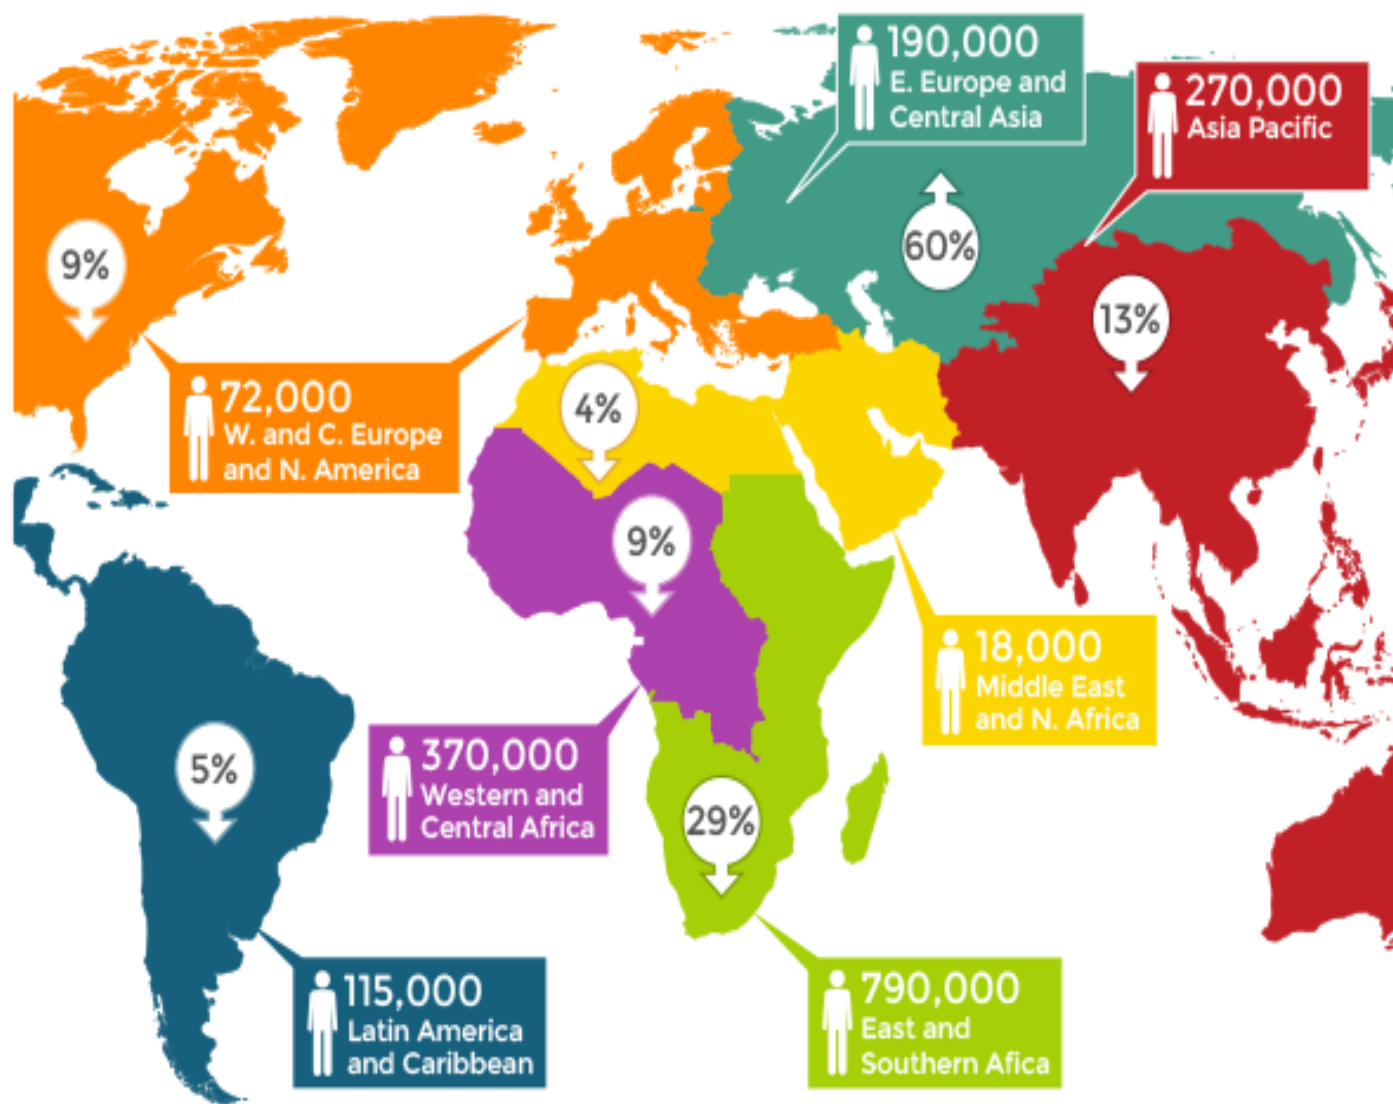 190,000
E. Europe and
Central Asia
270,000
Asia Pacific
9%
60%
13%
72,000
W. and C. Europe
and N. America
4%
9%
18,000
Middle East
and N. Africa
370,000
Western and
Central Africa
5%
29%
115,000
Latin America
and Caribbean
790,000
East and
Southern Afica